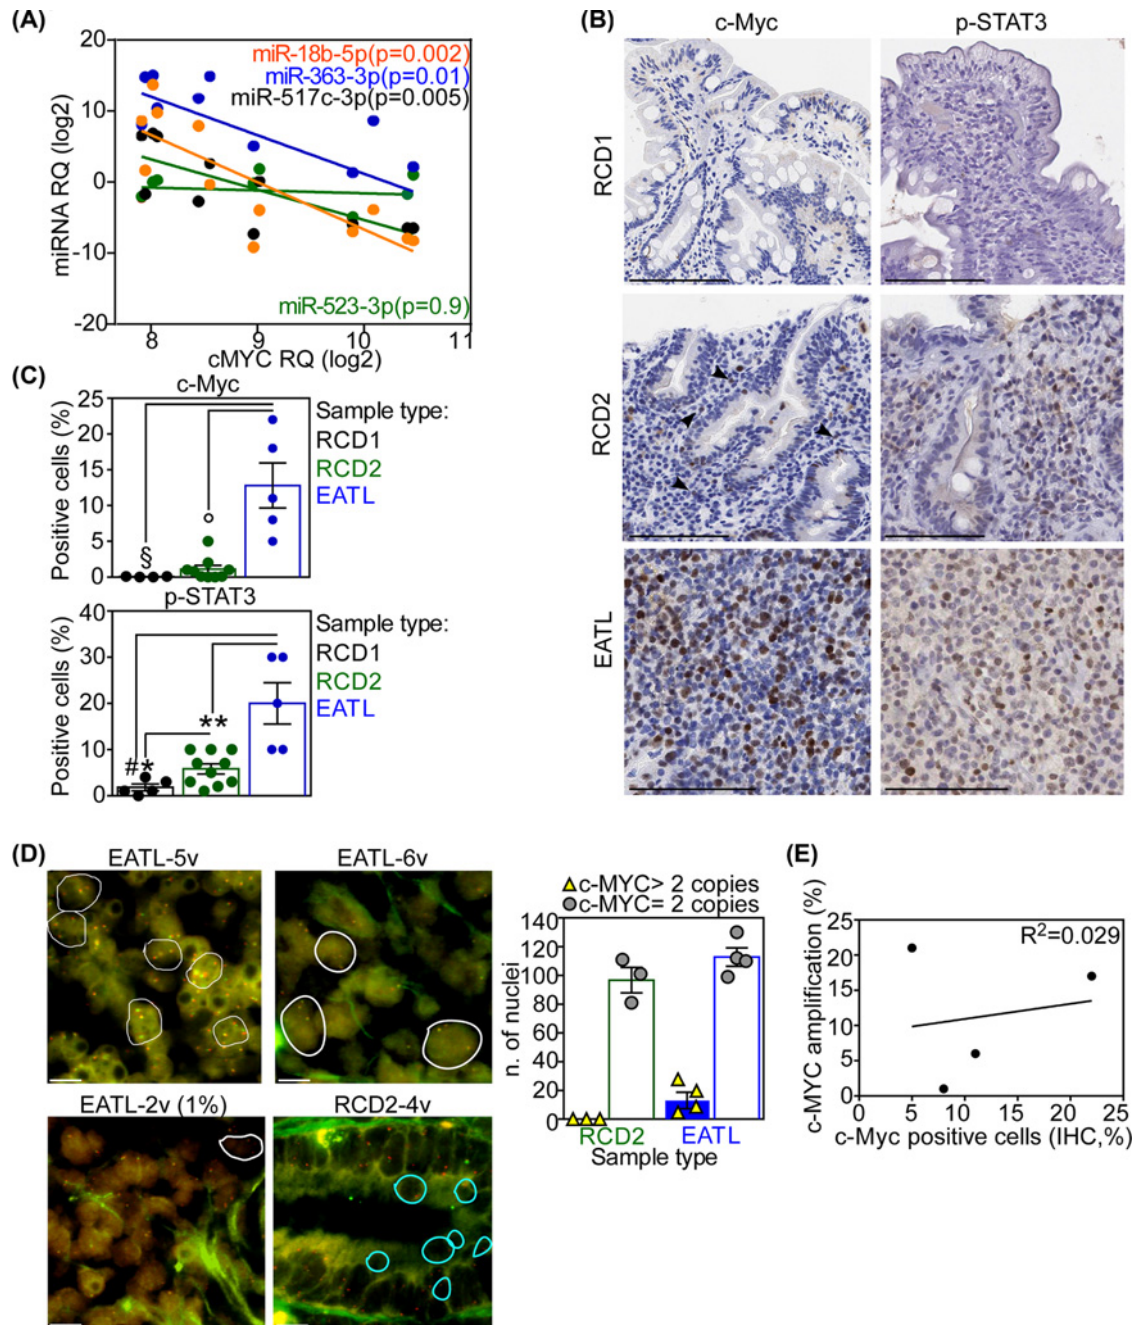 (A)
20
10
0
-10
-20
miRNA RQ (log2)
miR-18b-5p(p=0.002)
miR-363-3p(p=0.01)
miR-517c-3p(p=0.005)
miR-523-3p(p=0.9)
8 9 10 11
cMYC RQ (log2)
(B)
c-Myc p-STAT3
RCD1
RCD2
EATL
(C)
c-Myc
25
20
15
10
5
0
Positive cells (%)
§
°
Sample type:
RCD1
RCD2
EATL
p-STAT3
40
30
20
10
0
Positive cells (%)
#*
**
Sample type:
RCD1
RCD2
EATL
(D)
EATL-5v EATL-6v
EATL-2v (1%) RCD2-4v
c-MYC> 2 copies
c-MYC= 2 copies
140
120
100
80
60
40
20
0
n. of nuclei
RCD2 EATL
Sample type
(E)
25
20
15
10
5
0
c-MYC amplification (%)
R²=0.029
0 5 10 15 20 25
c-Myc positive cells (IHC,%)